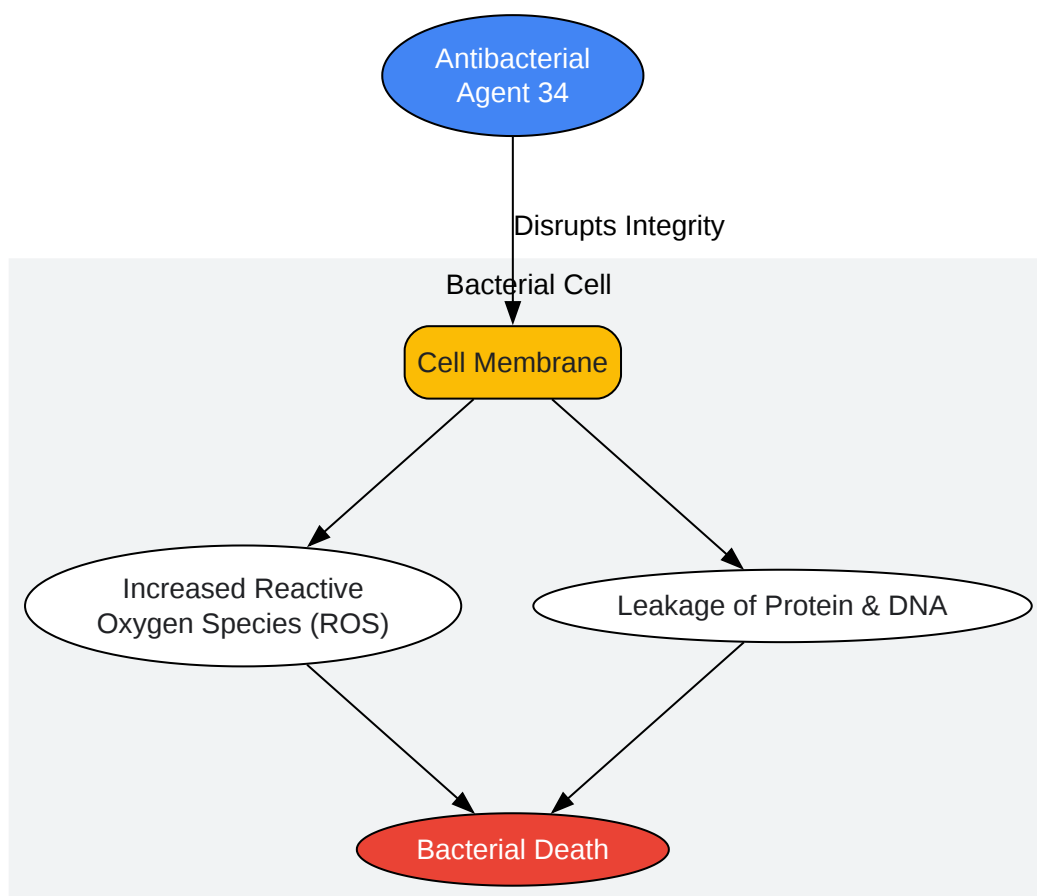 Antibacterial
Agent 34
Disrupts Integrity
Bacterial Cell
Cell Membrane
Increased Reactive
Oxygen Species (ROS)
Leakage of Protein & DNA
Bacterial Death